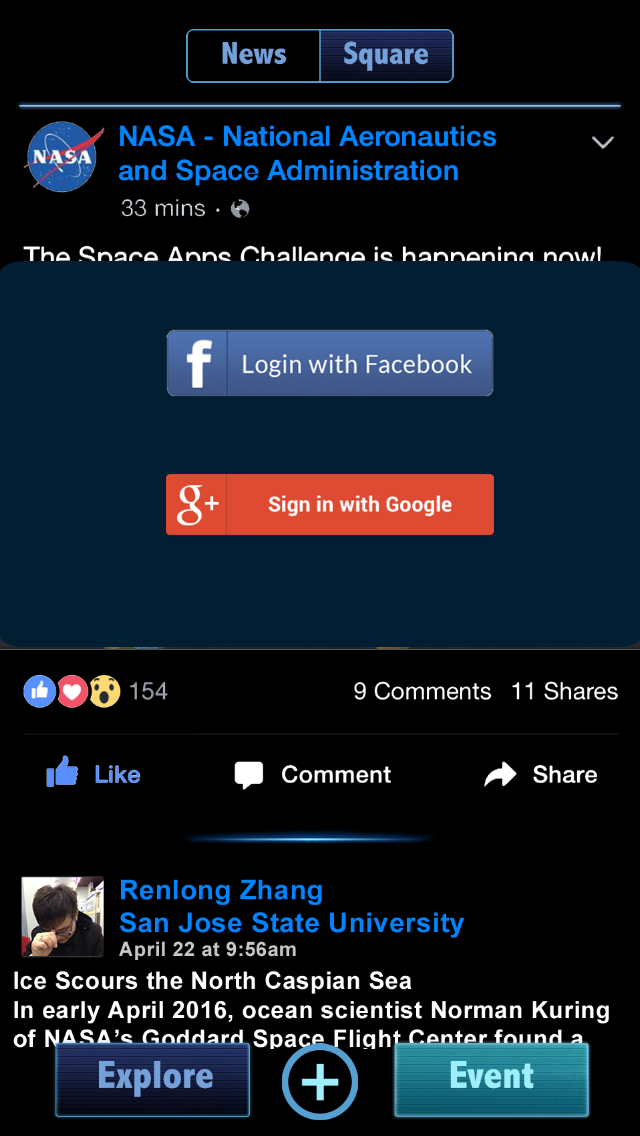 News Square
NASA
NASA - National Aeronautics
and Space Administration
33 mins ·
The Space Apps Challenge is happening now!
f Login with Facebook
g+ Sign in with Google
154 9 Comments 11 Shares
Like Comment Share
Renlong Zhang
San Jose State University
April 22 at 9:56am
Ice Scours the North Caspian Sea
In early April 2016, ocean scientist Norman Kuring
of NASA’s Goddard Space Flight Center found a
Explore + Event